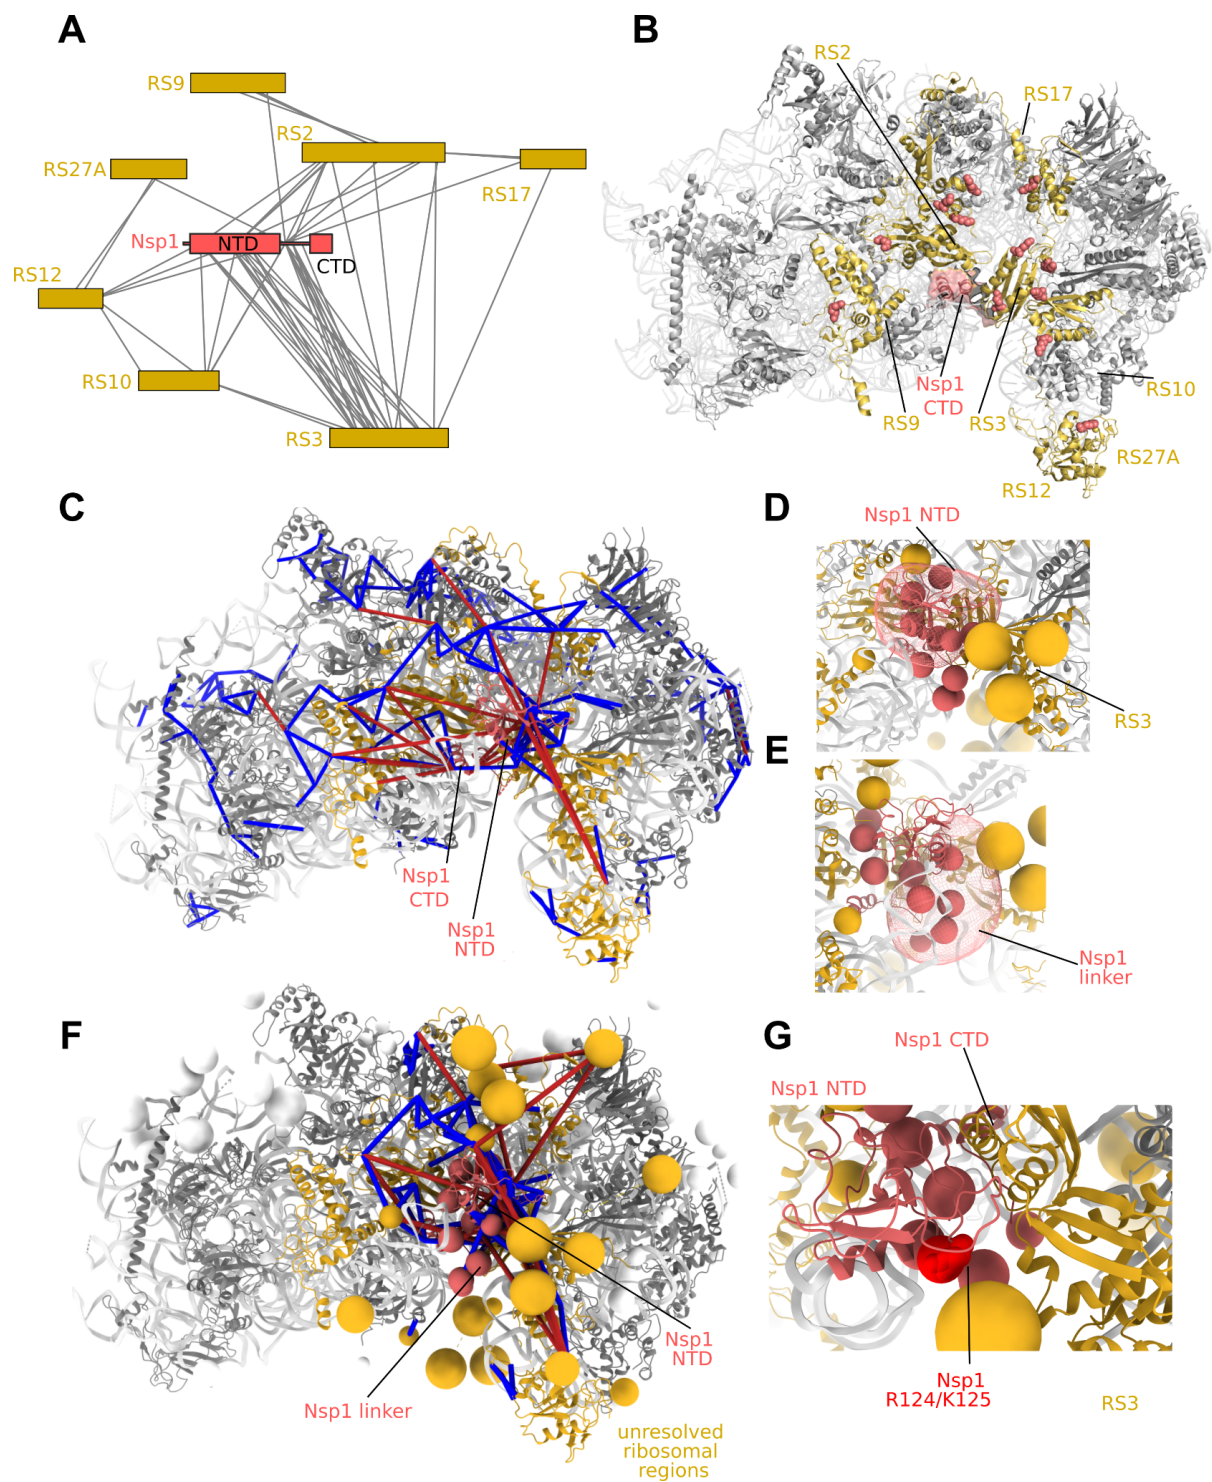 A
RS9
RS2
RS27A
RS17
Nsp1
NTD
CTD
RS12
RS10
RS3
B
RS2
RS17
Nsp1
CTD
RS9
RS3
RS10
RS27A
RS12
C
Nsp1
CTD
Nsp1
NTD
D
Nsp1 NTD
RS3
E
Nsp1
linker
F
Nsp1
NTD
Nsp1 linker
unresolved
ribosomal
regions
G
Nsp1 CTD
Nsp1 NTD
Nsp1
R124/K125
RS3